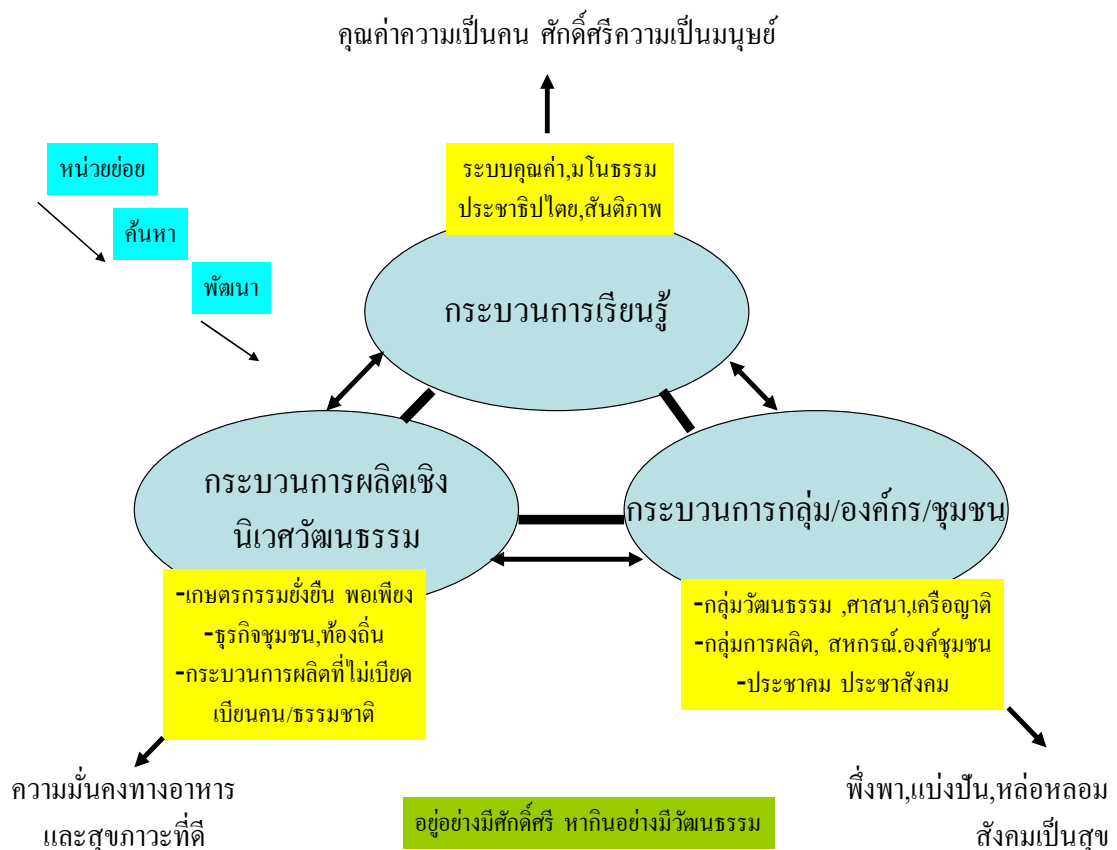 คุณค่าความเป็นคน ศักดิ์ศรีความเป็นมนุษย์
หน่วยย่อย
ค้นหา
พัฒนา
ระบบคุณค่า,มโนธรรม
ประชาธิปไตย,สันติภาพ
กระบวนการเรียนรู้
กระบวนการผลิตเชิง
นิเวศวัฒนธรรม
กระบวนการกลุ่ม/องค์กร/ชุมชน
-เกษตรกรรมยั่งยืน พอเพียง
-ธุรกิจชุมชน,ท้องถิ่น
-กระบวนการผลิตที่ไม่เบียด
เบียนคน/ธรรมชาติ
-กลุ่มวัฒนธรรม ,ศาสนา,เครือญาติ
-กลุ่มการผลิต, สหกรณ์.องค์ชุมชน
-ประชาคม ประชาสังคม
ความมั่นคงทางอาหาร
และสุขภาวะที่ดี
อยู่อย่างมีศักดิ์ศรี หากินอย่างมีวัฒนธรรม
พึ่งพา,แบ่งปัน,หล่อหลอม
สังคมเป็นสุข